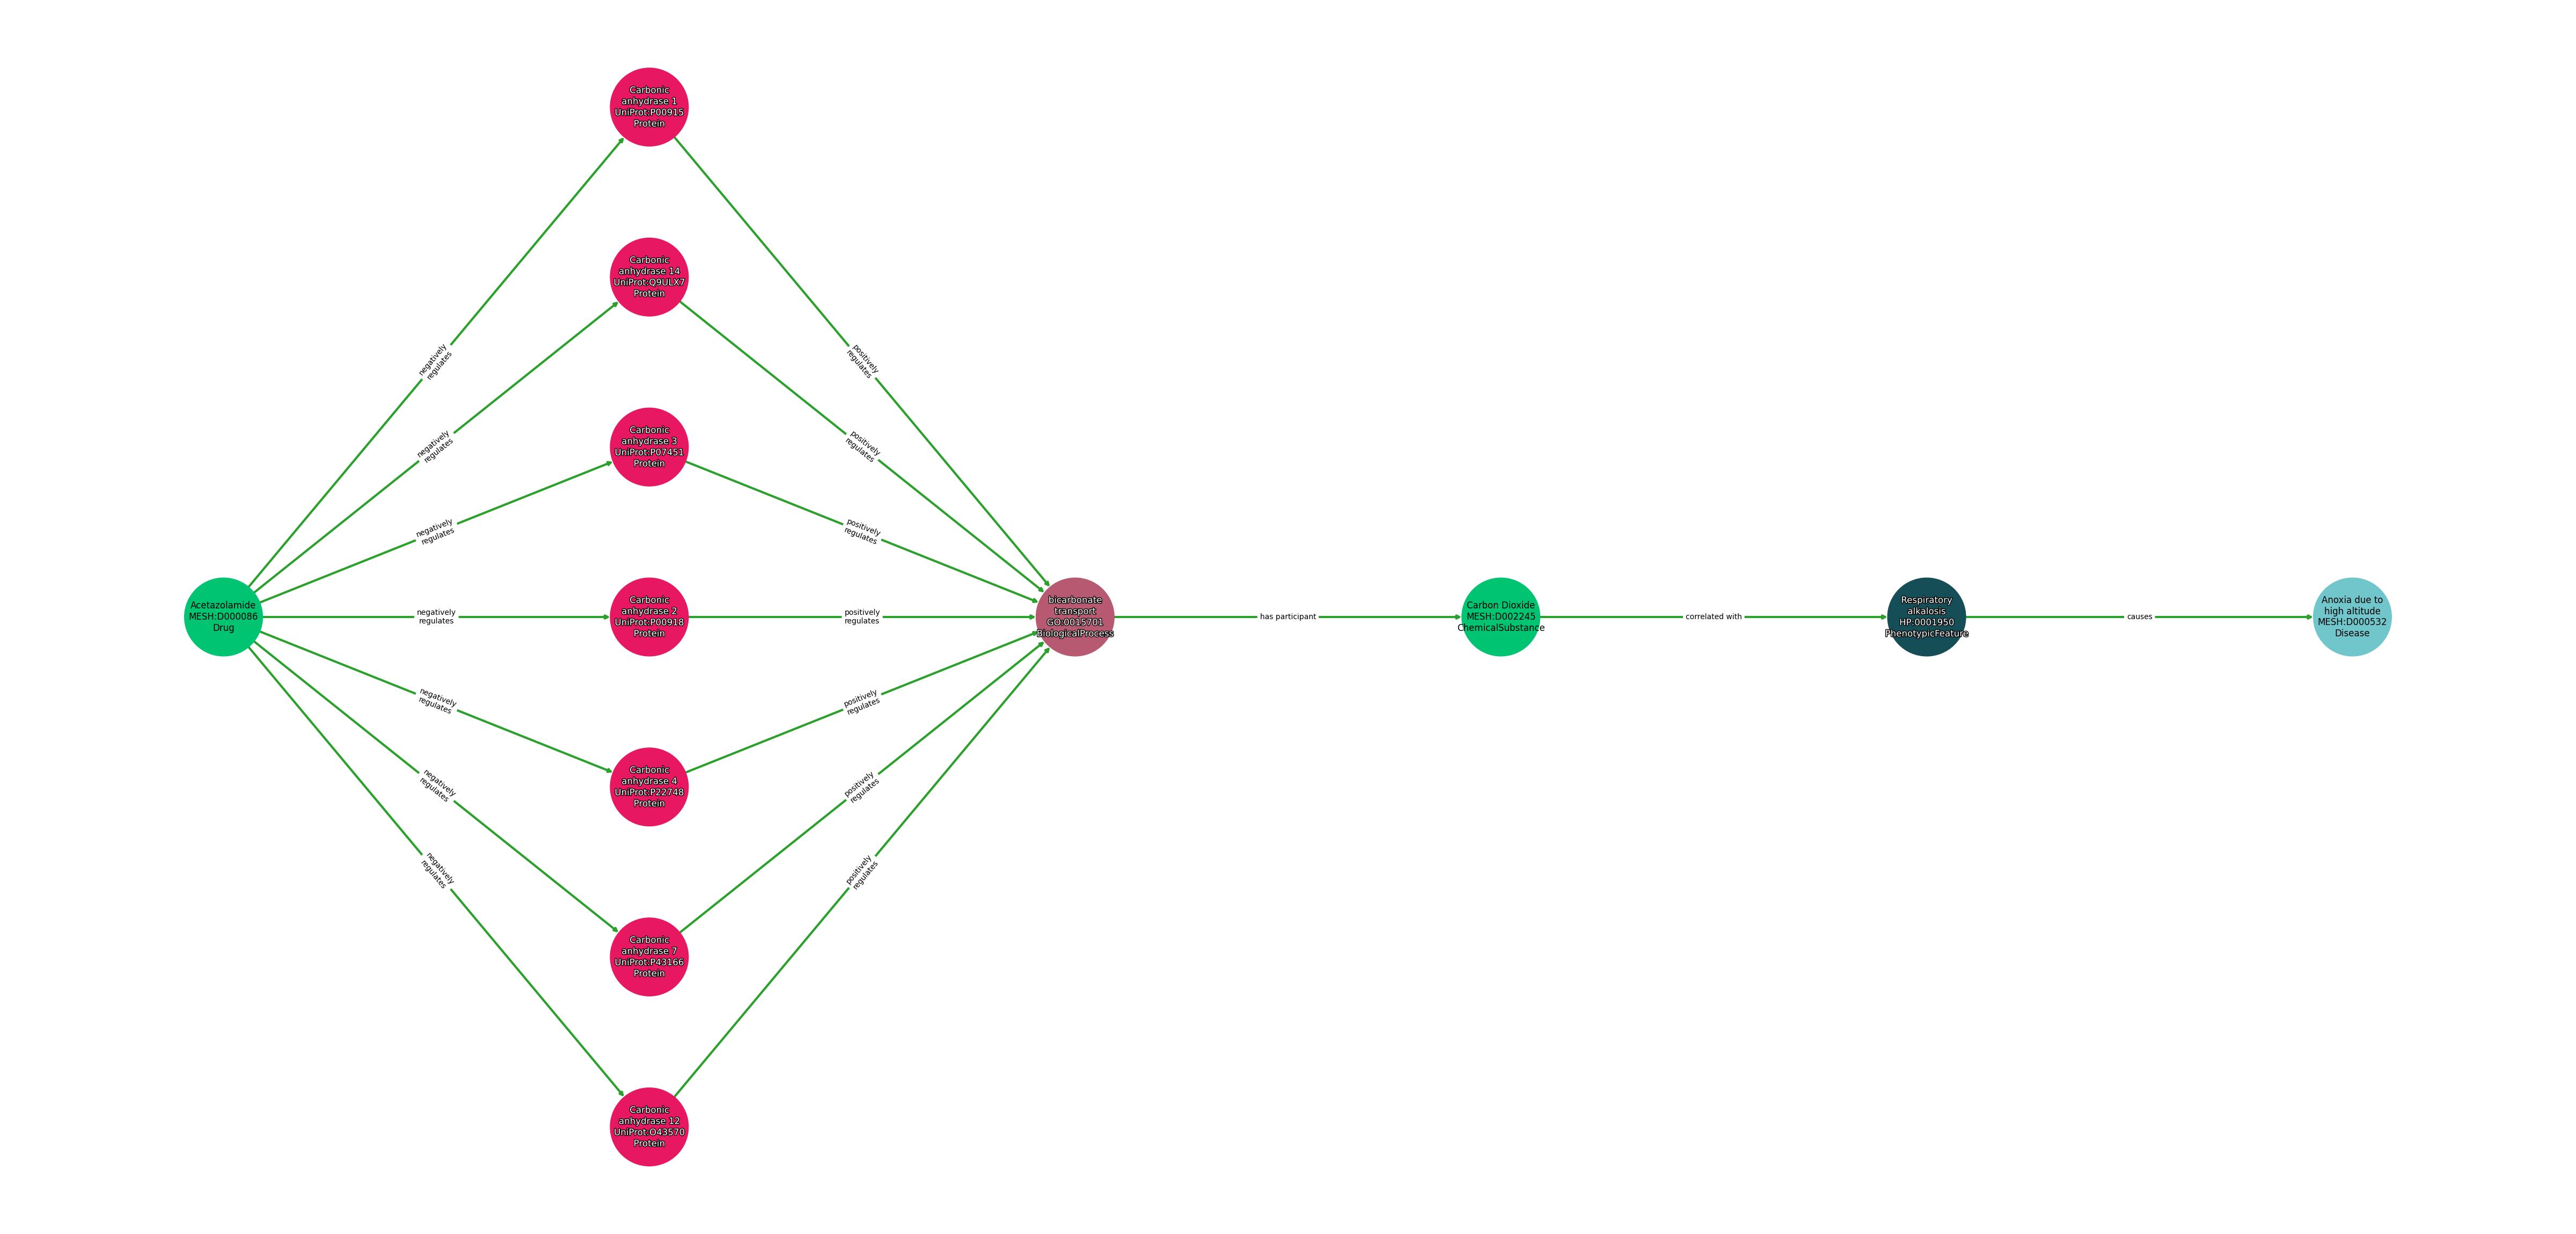 Carbonic
anhydrase 1
UniProt:P00915
Protein
Carbonic
anhydrase 14
UniProt:Q9ULX7
Protein
negatively
regulates
positively
regulates
Carbonic
anhydrase 3
UniProt:P07451
Protein
negatively
regulates
positively
regulates
negatively
regulates
positively
regulates
Acetazolamide
MESH:D000086
Drug
negatively
regulates
Carbonic
anhydrase 2
UniProt:P00918
Protein
positively
regulates
bicarbonate
transport
GO:0015701
BiologicalProcess
has participant
Carbon Dioxide
MESH:D002245
ChemicalSubstance
correlated with
Respiratory
alkalosis
HP:0001950
PhenotypicFeature
causes
Anoxia due to
high altitude
MESH:D000532
Disease
negatively
regulates
positively
regulates
Carbonic
anhydrase 4
UniProt:P22748
Protein
negatively
regulates
positively
regulates
negatively
regulates
positively
regulates
Carbonic
anhydrase 7
UniProt:P43166
Protein
Carbonic
anhydrase 12
UniProt:O43570
Protein